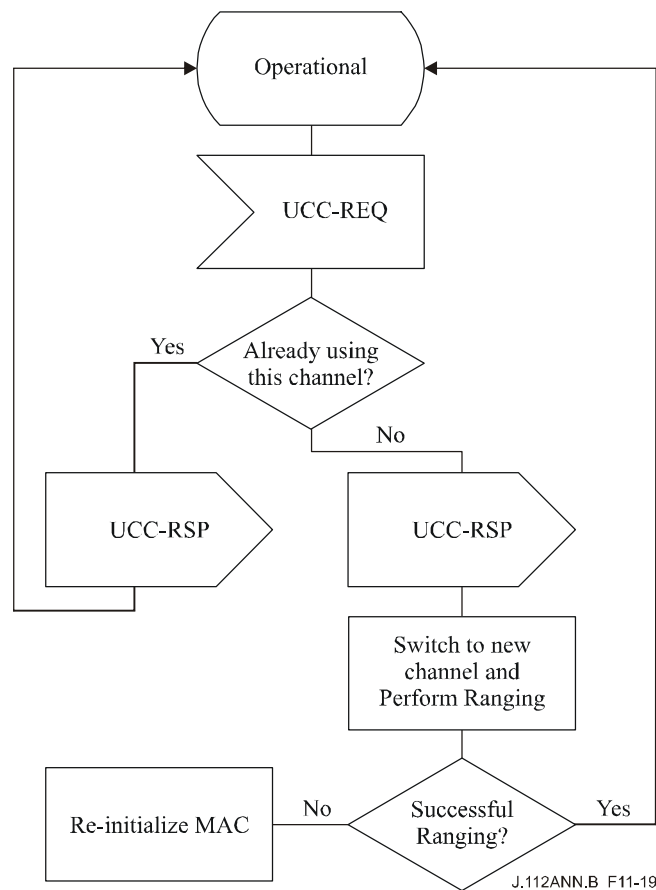 Operational
UCC-REQ
Already using
this channel?
Yes
No
UCC-RSP
UCC-RSP
Switch to new
channel and
Perform Ranging
Re-initialize MAC
No
Successful
Ranging?
Yes
J.112ANN.B_F11-19